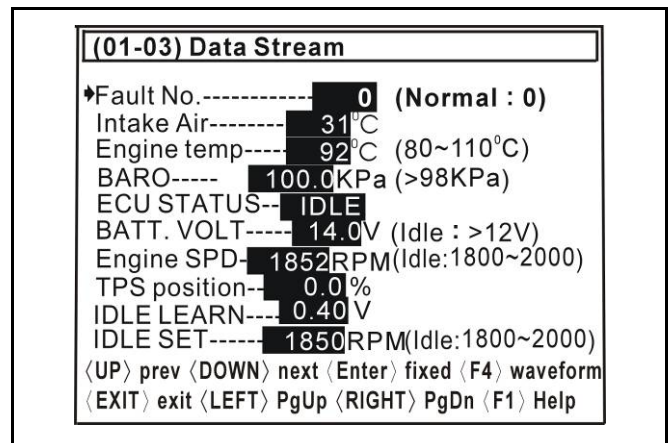 (01-03) Data Stream
➧Fault No.------------ 0 (Normal：0)
Intake Air-------- 31°C
Engine temp----- 92°C (80~110°C)
BARO----- 100.0KPa (>98KPa)
ECU STATUS-- IDLE
BATT. VOLT----- 14.0V (Idle：>12V)
Engine SPD- 1852RPM(Idle:1800~2000)
TPS position-- 0.0 %
IDLE LEARN---- 0.40 V
IDLE SET------ 1850RPM(Idle:1800~2000)
〈UP〉 prev 〈DOWN〉 next 〈Enter〉 fixed 〈F4〉 waveform
〈EXIT〉 exit 〈LEFT〉 PgUp 〈RIGHT〉 PgDn 〈F1〉 Help